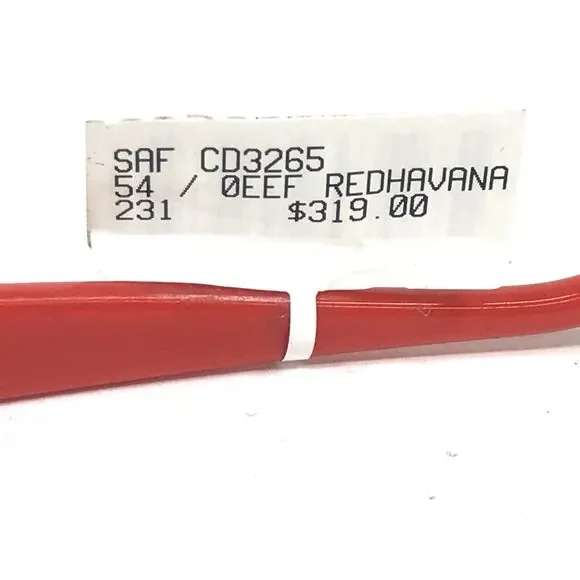 SAF CD3265
54 / 0EEF REDHAVANA
231 $319.00